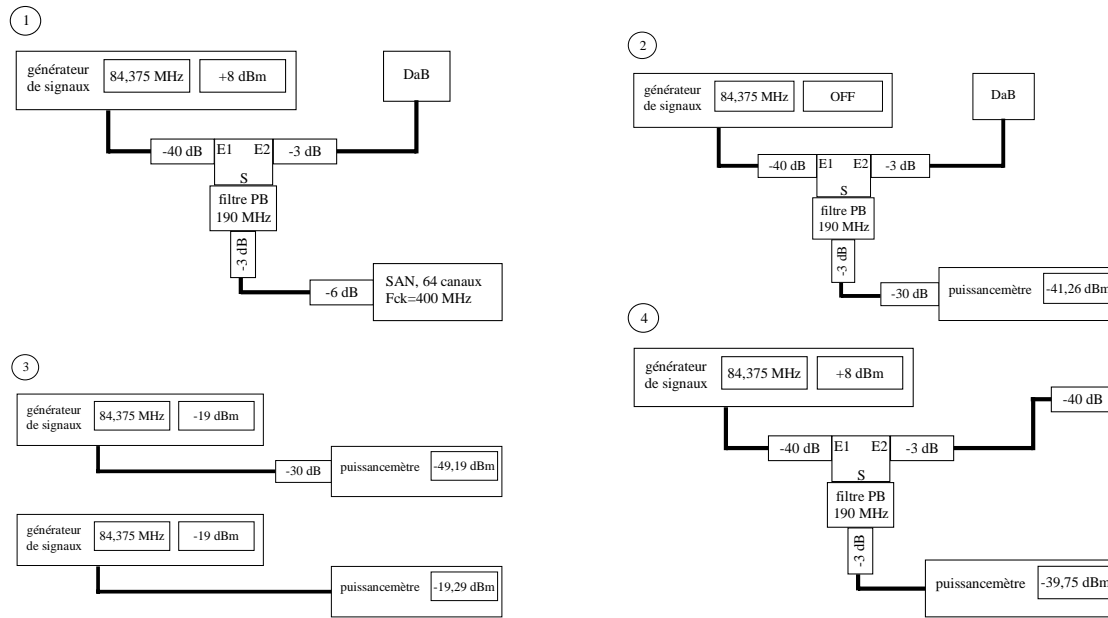 1
générateur
de signaux
84,375 MHz
+8 dBm
DaB
-40 dB
E1
E2
-3 dB
S
filtre PB
190 MHz
-3 dB
-6 dB
SAN, 64 canaux
Fck=400 MHz
2
générateur
de signaux
84,375 MHz
OFF
DaB
-40 dB
E1
E2
-3 dB
S
filtre PB
190 MHz
-3 dB
-30 dB
puissancemètre
-41,26 dBm
3
générateur
de signaux
84,375 MHz
-19 dBm
-30 dB
puissancemètre
-49,19 dBm
générateur
de signaux
84,375 MHz
-19 dBm
puissancemètre
-19,29 dBm
4
générateur
de signaux
84,375 MHz
+8 dBm
-40 dB
-40 dB
E1
E2
-3 dB
S
filtre PB
190 MHz
-3 dB
puissancemètre
-39,75 dBm